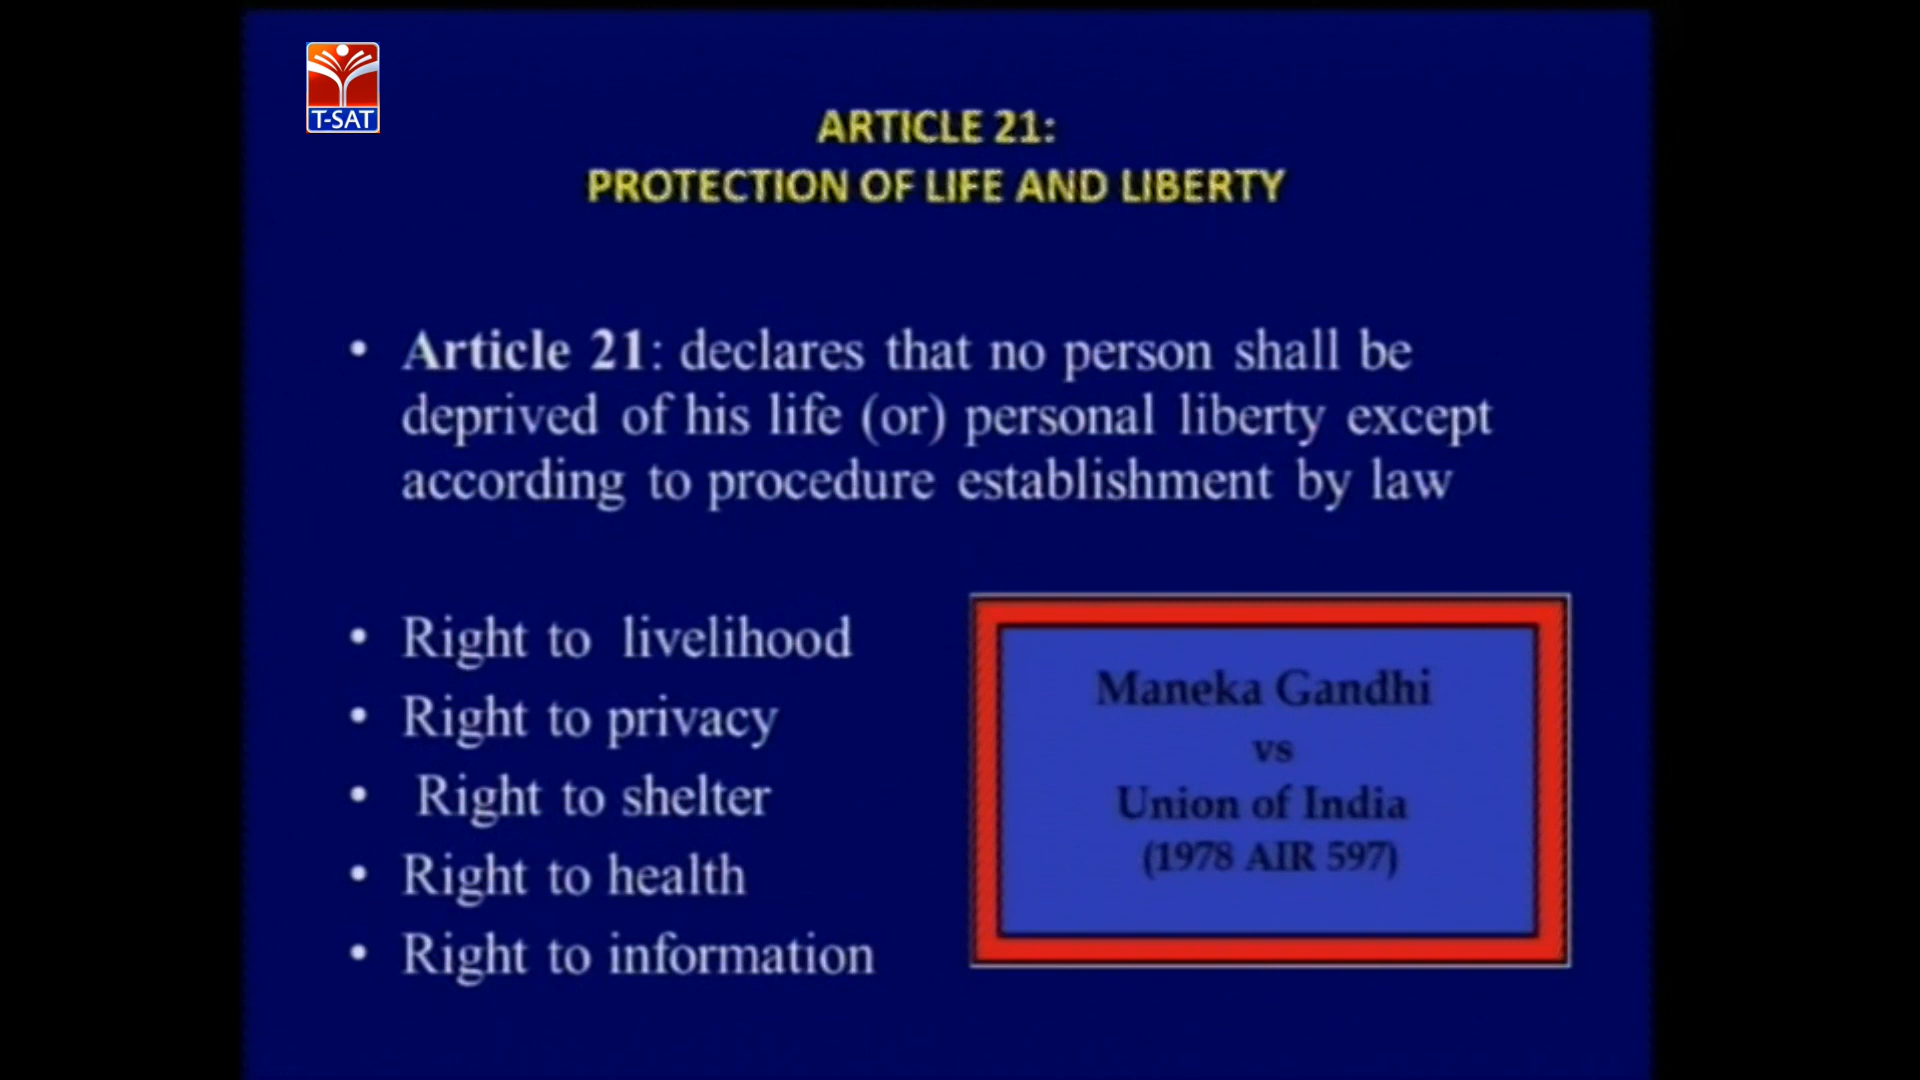 T-SAT
ARTICLE 21:
PROTECTION OF LIFE AND LIBERTY
• Article 21: declares that no person shall be
deprived of his life (or) personal liberty except
according to procedure establishment by law
• Right to livelihood
• Right to privacy
• Right to shelter
• Right to health
• Right to information
Maneka Gandhi
vs
Union of India
(1978 AIR 597)